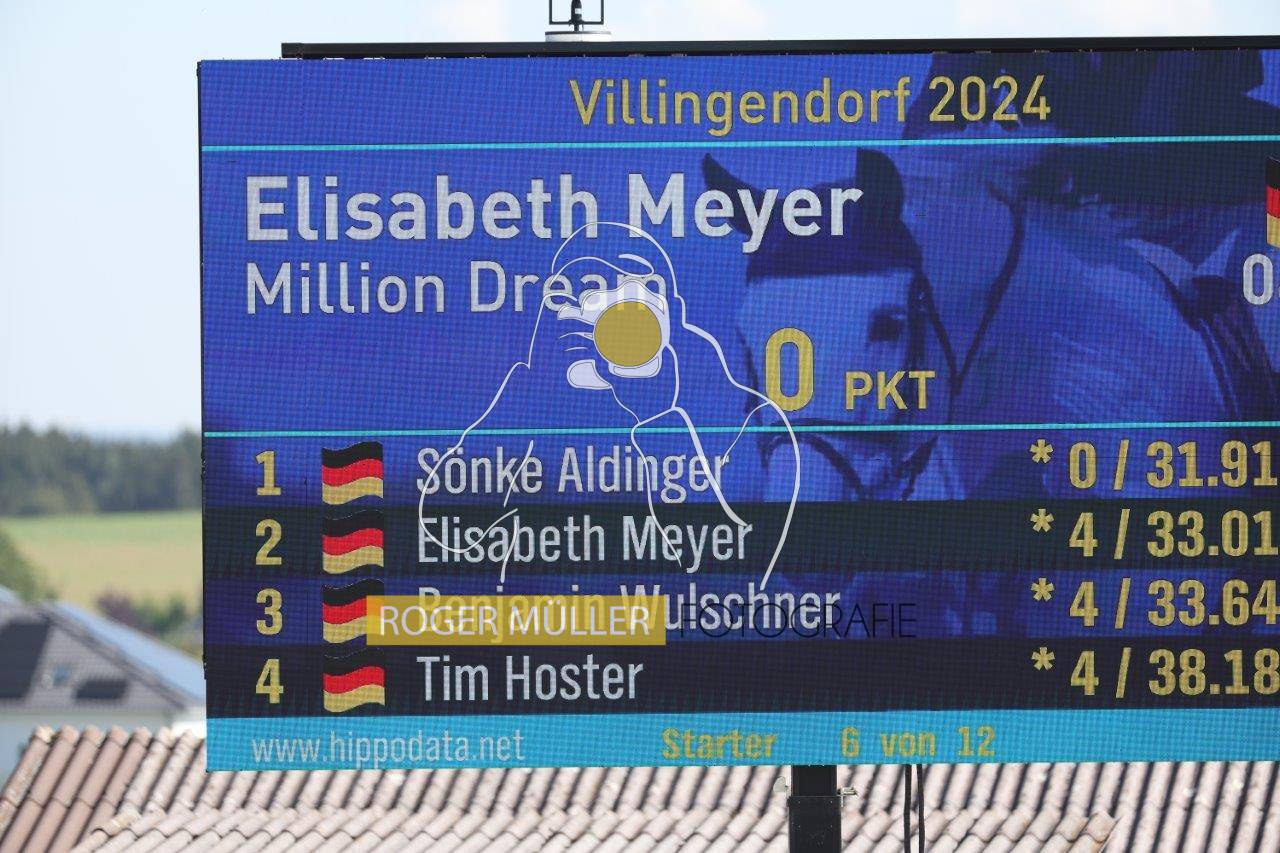 Villingendorf 2024
Elisabeth Meyer
Million Dream
0
0 PKT
1 Sönke Aldinger * 0 / 31.91
2 Elisabeth Meyer * 4 / 33.01
3 Benjamin Wulschner * 4 / 33.64
ROGER MÜLLER FOTOGRAFIE
4 Tim Hoster * 4 / 38.18
www.hippodata.net Starter 6 von 12